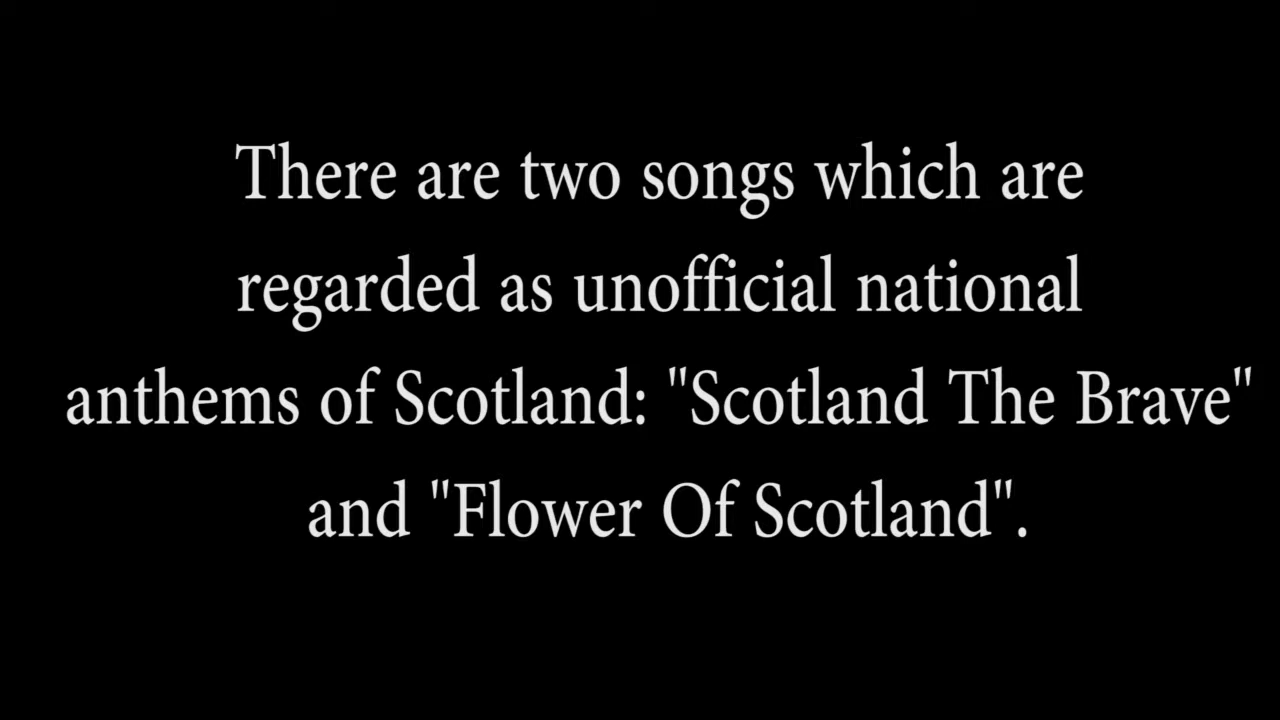 There are two songs which are
regarded as unofficial national
anthems of Scotland: "Scotland The Brave"
and "Flower Of Scotland".